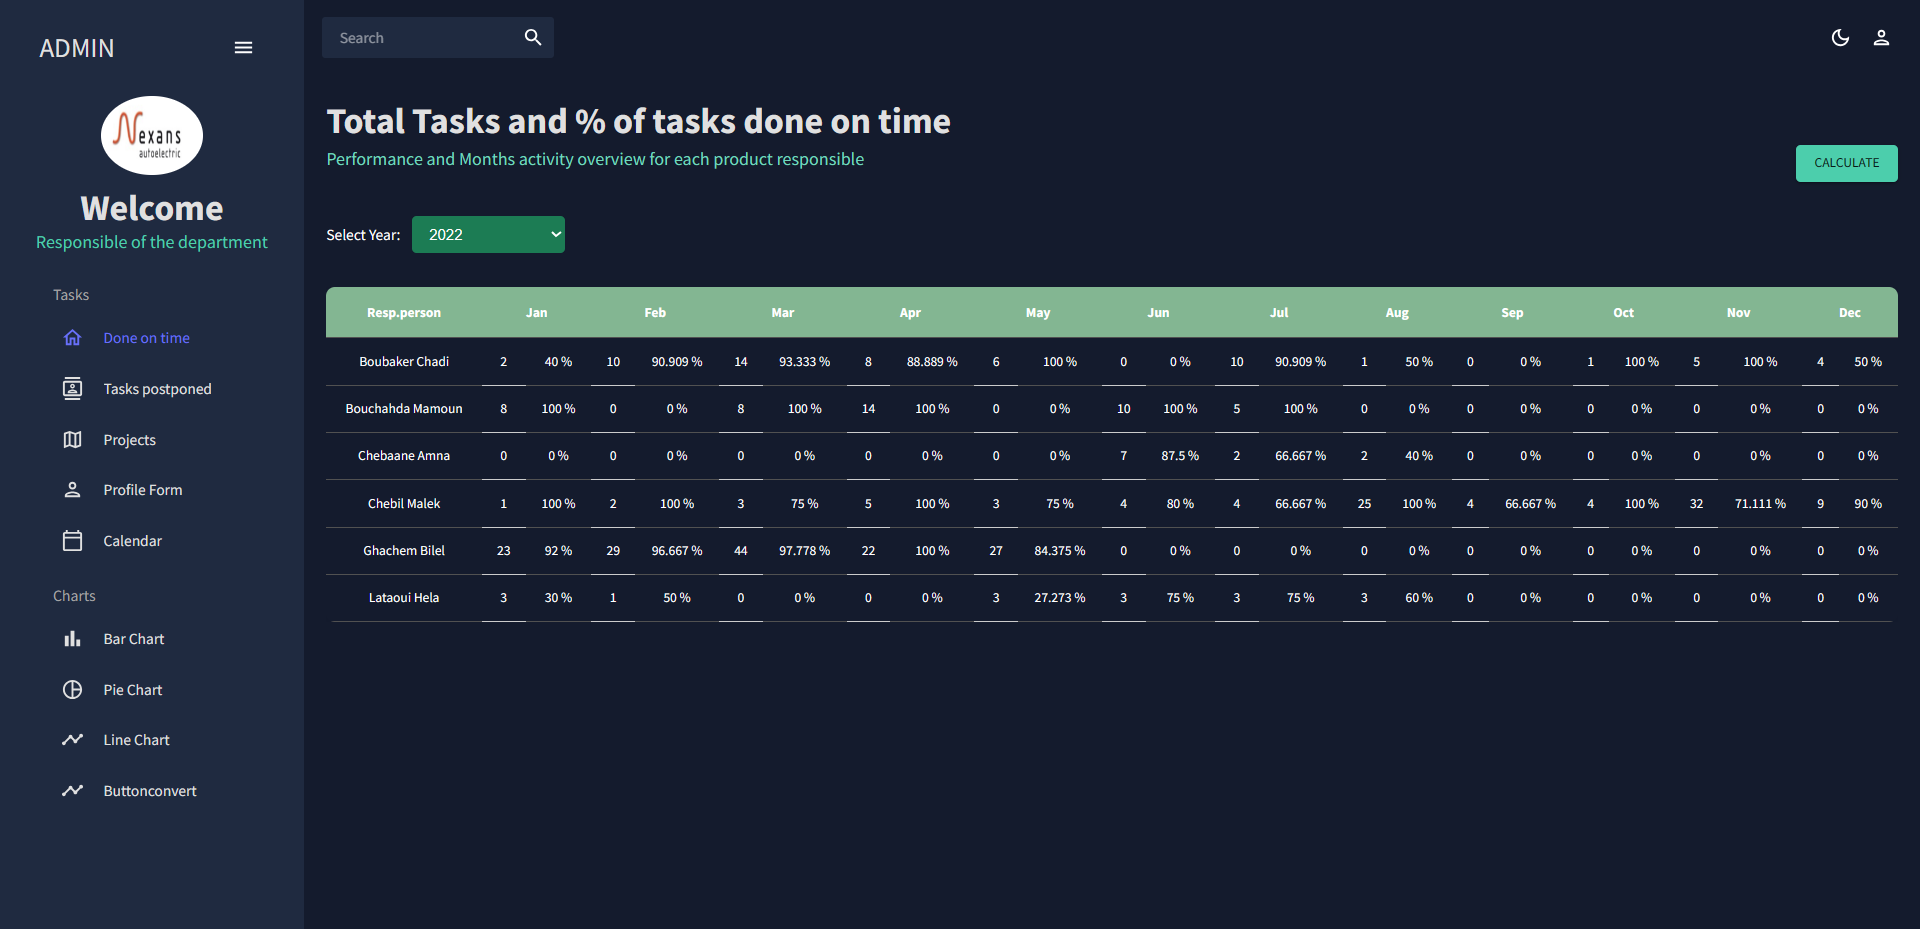 ADMIN
Nexans
autoelectric
Welcome
Responsible of the department
Tasks
Done on time
Tasks postponed
Projects
Profile Form
Calendar
Charts
Bar Chart
Pie Chart
Line Chart
Buttonconvert
Search
Total Tasks and % of tasks done on time
Performance and Months activity overview for each product responsible
CALCULATE
Select Year: 2022
Resp.person Jan Feb Mar Apr May Jun Jul Aug Sep Oct Nov Dec
Boubaker Chadi 2 40 % 10 90.909 % 14 93.333 % 8 88.889 % 6 100 % 0 0 % 10 90.909 % 1 50 % 0 0 % 1 100 % 5 100 % 4 50 %
Bouchahda Mamoun 8 100 % 0 0 % 8 100 % 14 100 % 0 0 % 10 100 % 5 100 % 0 0 % 0 0 % 0 0 % 0 0 % 0 0 %
Chebaane Amna 0 0 % 0 0 % 0 0 % 0 0 % 0 0 % 7 87.5 % 2 66.667 % 2 40 % 0 0 % 0 0 % 0 0 % 0 0 %
Chebil Malek 1 100 % 2 100 % 3 75 % 5 100 % 3 75 % 4 80 % 4 66.667 % 25 100 % 4 66.667 % 4 100 % 32 71.111 % 9 90 %
Ghachem Bilel 23 92 % 29 96.667 % 44 97.778 % 22 100 % 27 84.375 % 0 0 % 0 0 % 0 0 % 0 0 % 0 0 % 0 0 % 0 0 %
Lataoui Hela 3 30 % 1 50 % 0 0 % 0 0 % 3 27.273 % 3 75 % 3 75 % 3 60 % 0 0 % 0 0 % 0 0 % 0 0 %